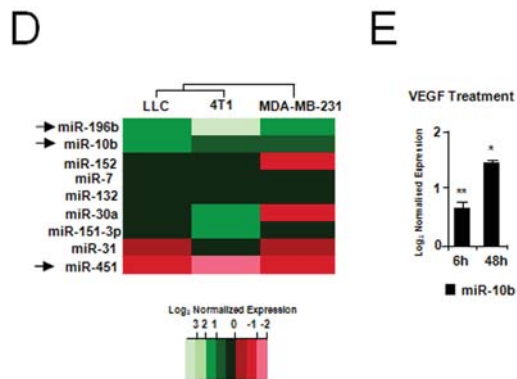 D
LLC 4T1 MDA-MB-231
miR-196b
miR-10b
miR-152
miR-7
miR-132
miR-30a
miR-151-3p
miR-31
miR-451
Log₂ Normalized Expression
3 2 1 0 -1 -2
E
VEGF Treatment
Log₂ Normalised Expression
2
1
0
**
*
6h 48h
miR-10b